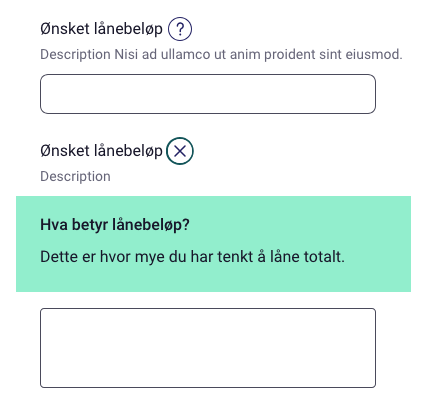 Ønsket lånebeløp ?
Description Nisi ad ullamco ut anim proident sint eiusmod.
Ønsket lånebeløp
Description
Hva betyr lånebeløp?
Dette er hvor mye du har tenkt å låne totalt.